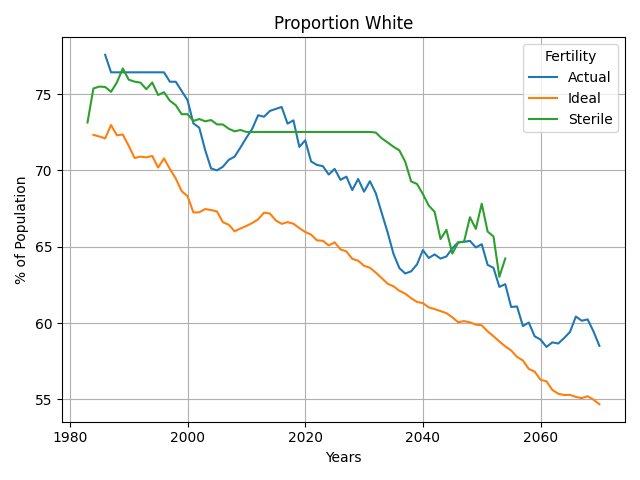 Proportion White
Fertility
Actual
Ideal
Sterile
% of Population
75
70
65
60
55
1980
2000
2020
2040
2060
Years